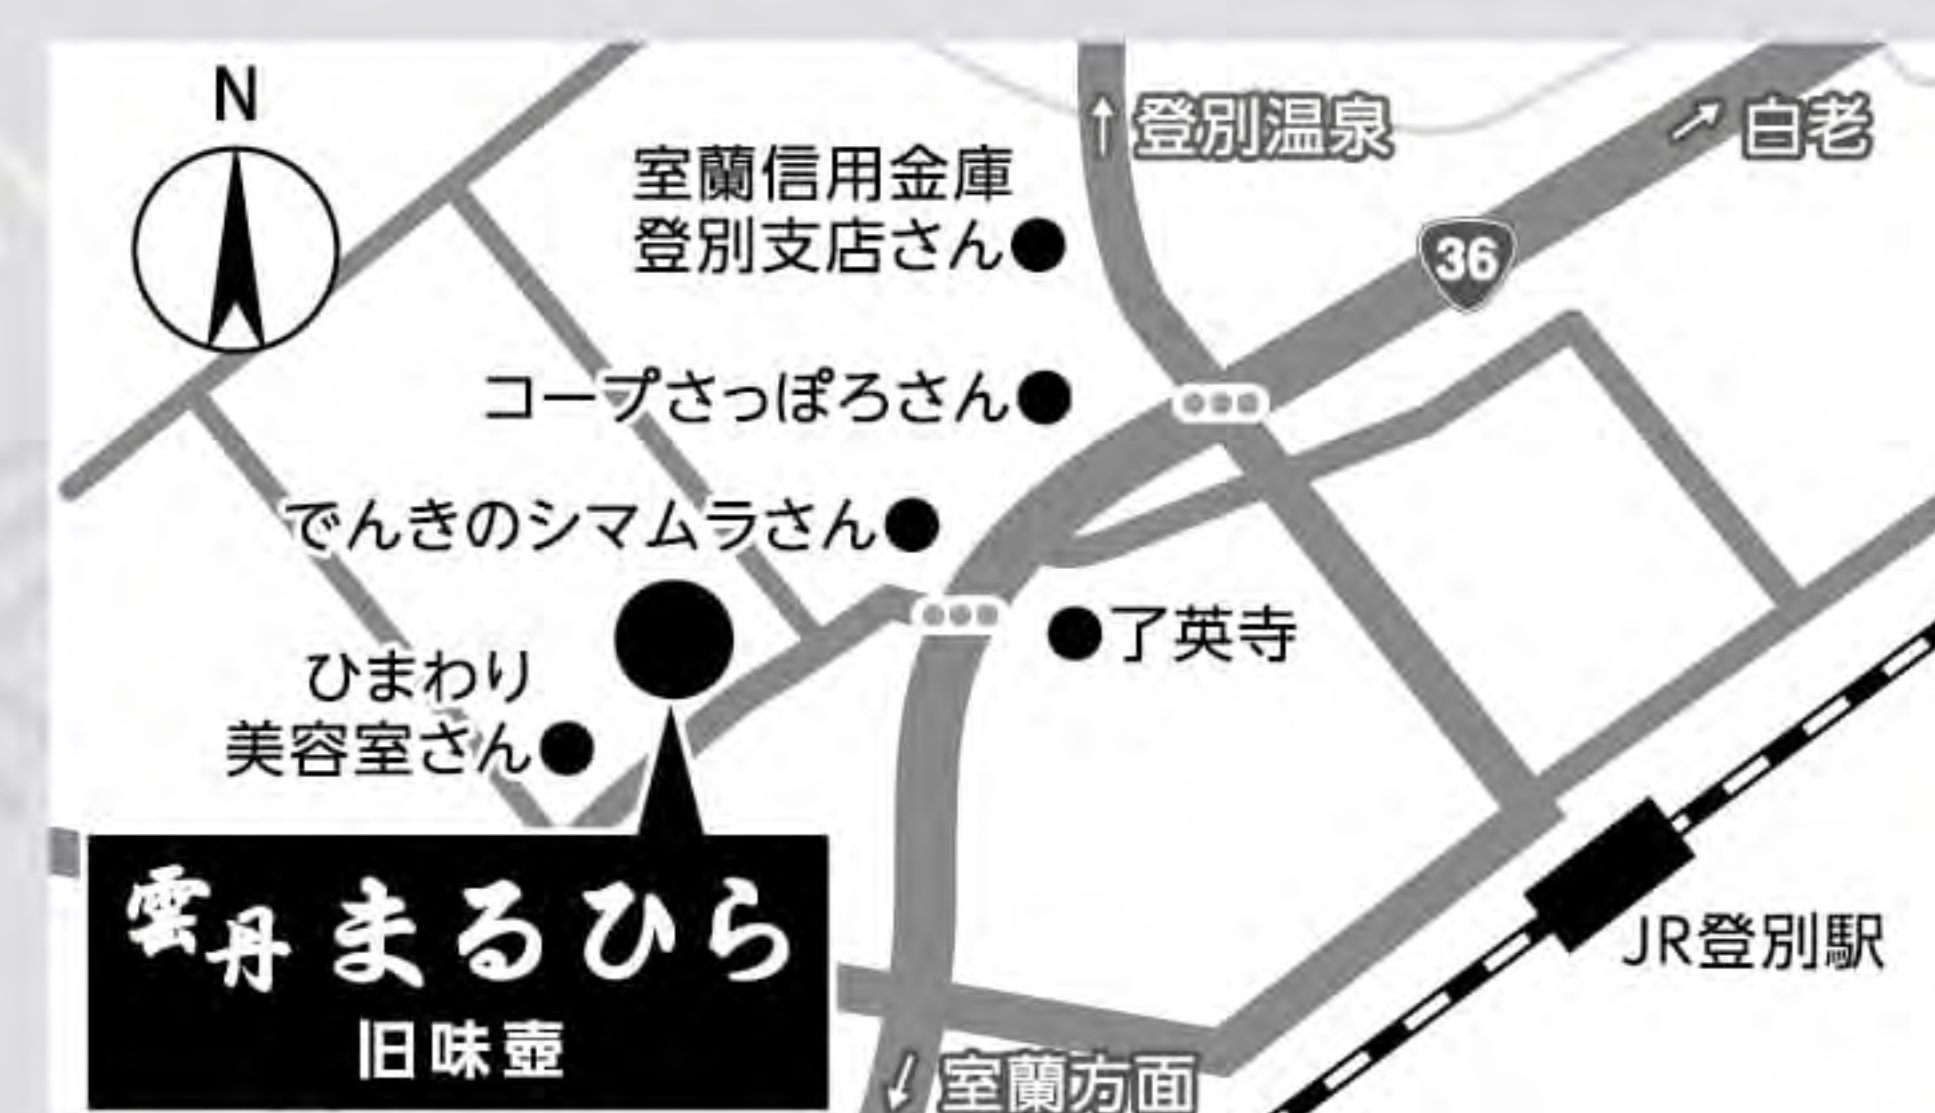 N
↑登別温泉
↗白老
室蘭信用金庫
登別支店さん
36
コープさっぽろさん
でんきのシマムラさん
了英寺
ひまわり
美容室さん
雲丹 まるひら
旧味壺
JR登別駅
↙室蘭方面